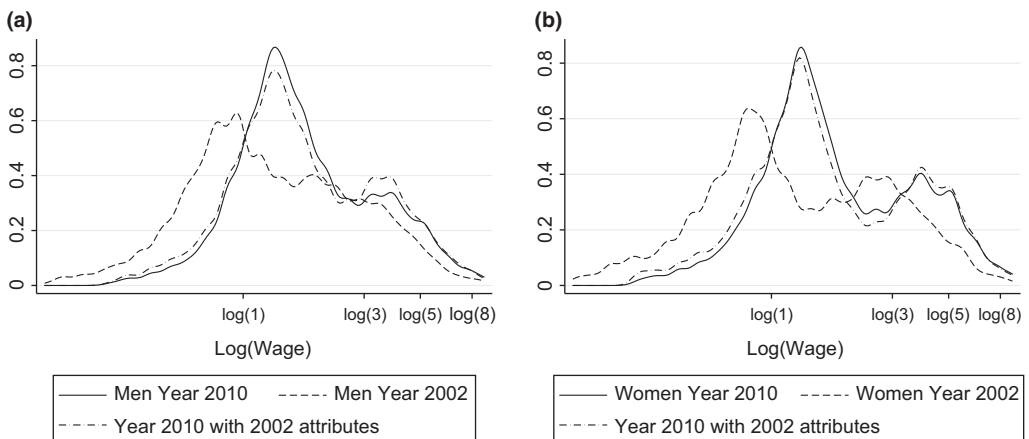 (a)
0.8
0.6
0.4
0.2
0
log(1) log(3) log(5) log(8)
Log(Wage)
Men Year 2010 Men Year 2002
Year 2010 with 2002 attributes
(b)
0.8
0.6
0.4
0.2
0
log(1) log(3) log(5) log(8)
Log(Wage)
Women Year 2010 Women Year 2002
Year 2010 with 2002 attributes